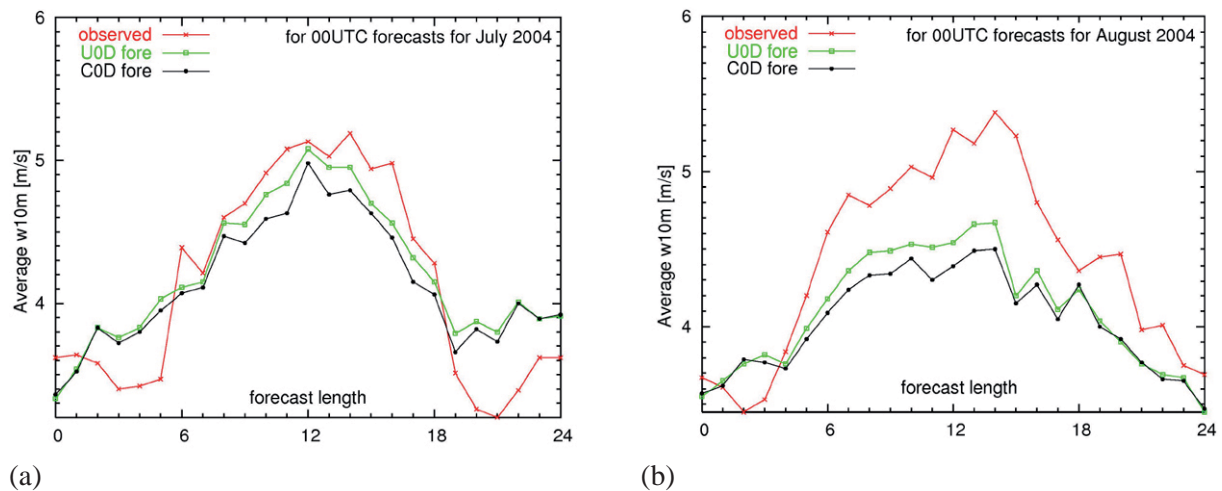 6
observed
for 00UTC forecasts for July 2004
U0D fore
C0D fore
5
Average w10m [m/s]
4
forecast length
0 6 12 18 24
(a)
6
observed
for 00UTC forecasts for August 2004
U0D fore
C0D fore
5
Average w10m [m/s]
4
forecast length
0 6 12 18 24
(b)